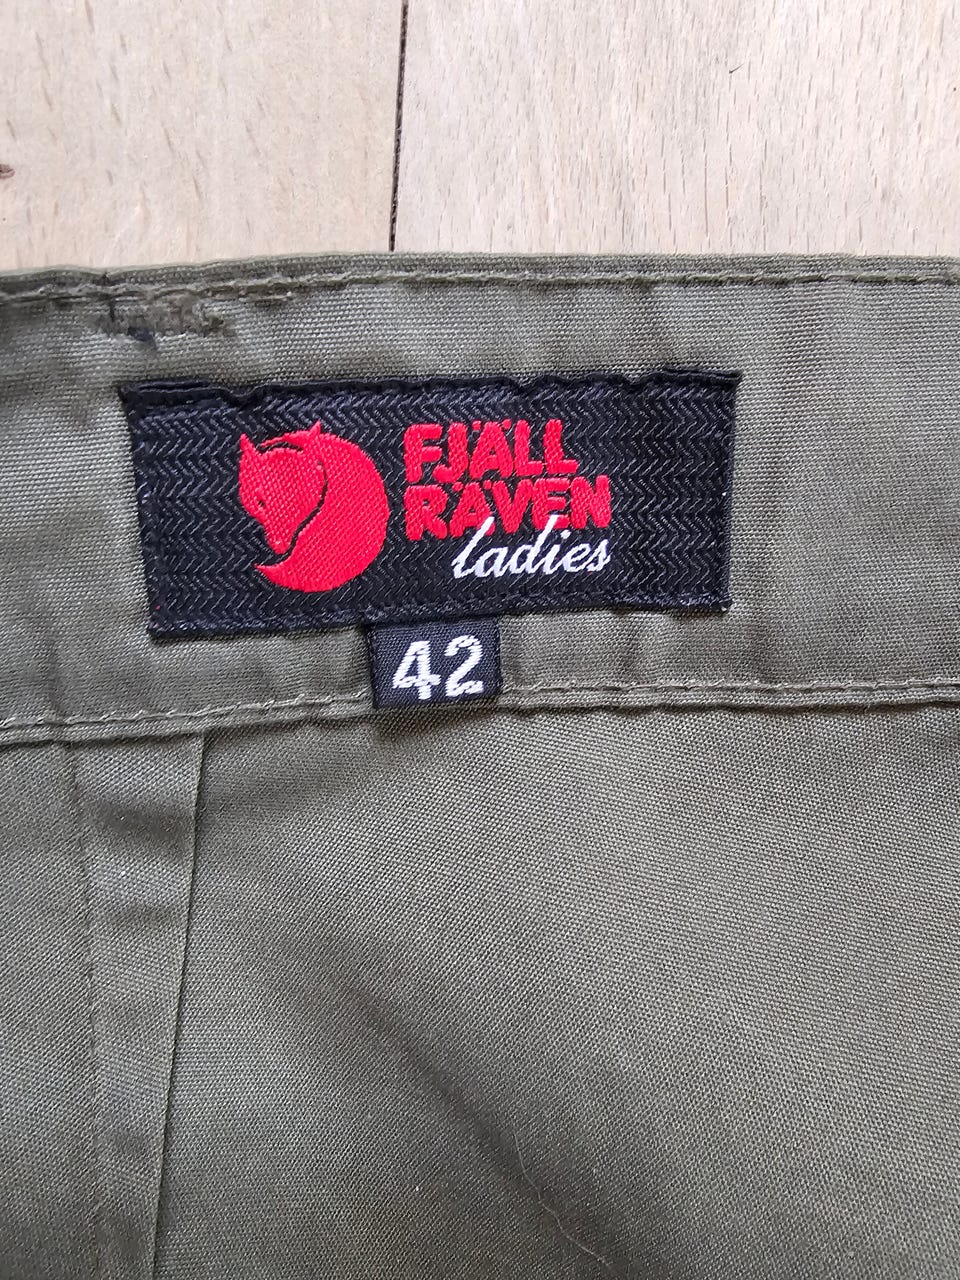 FJÄLL
RÄVEN
ladies
42